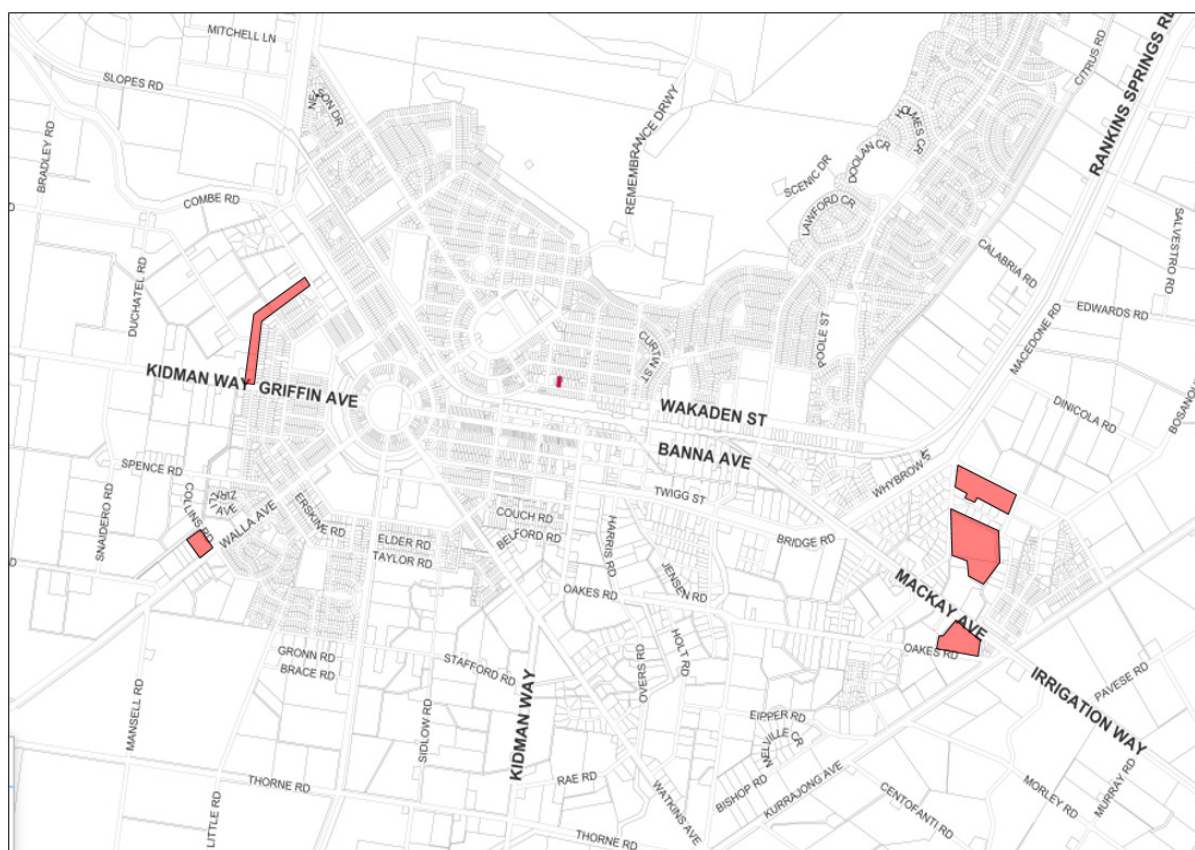 MITCHELL LN
SLOPES RD
NIELSON DR
BRADLEY RD
COMBE RD
DUCHATEL RD
REMEMBRANCE DRWY
HOLMES CR
DOOLAN CR
SCENIC DR
LAWFORD CR
CITRUS RD
RANKINS SPRINGS RD
SALVESTRO RD
CALABRIA RD
EDWARDS RD
MACEDONE RD
POOLE ST
CURTIN ST
KIDMAN WAY
GRIFFIN AVE
WAKADEN ST
BANNA AVE
DINICOLA RD
WHYBROW ST
SPENCE RD
SNAIDERO RD
COLLINS RD
WALLA AVE
ERSKINE RD
ELDER RD
TAYLOR RD
COUCH RD
BELFORD RD
HARRIS RD
TWIGG ST
BRIDGE RD
JENSEN RD
OAKES RD
MACKAY AVE
OAKES RD
HOLT RD
OVERS RD
GRONN RD
BRACE RD
STAFFORD RD
MANSELL RD
SIDLOW RD
KIDMAN WAY
PAVESE RD
IRRIGATION WAY
EIPPER RD
MELVILLE CR
BISHOP RD
KURRAJONG AVE
RAE RD
WATKINS AVE
THORNE RD
LITTLE RD
THORNE RD
CENTOFANTI RD
MORLEY RD
MURRAY RD